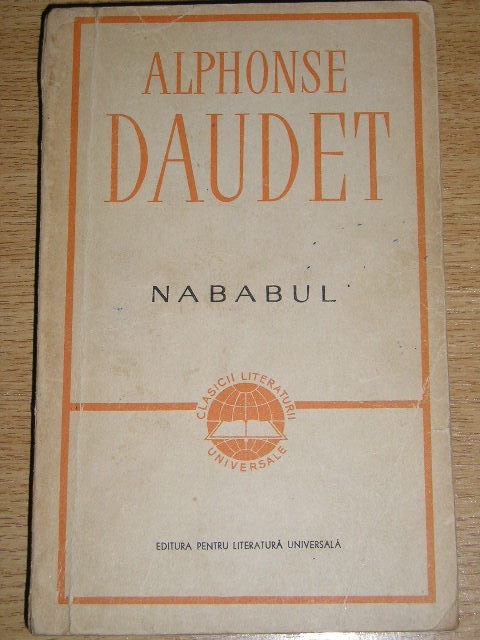 ALPHONSE
DAUDET
NABABUL
CLASICII LITERATURII
UNIVERSALE
EDITURA PENTRU LITERATURĂ UNIVERSALĂ